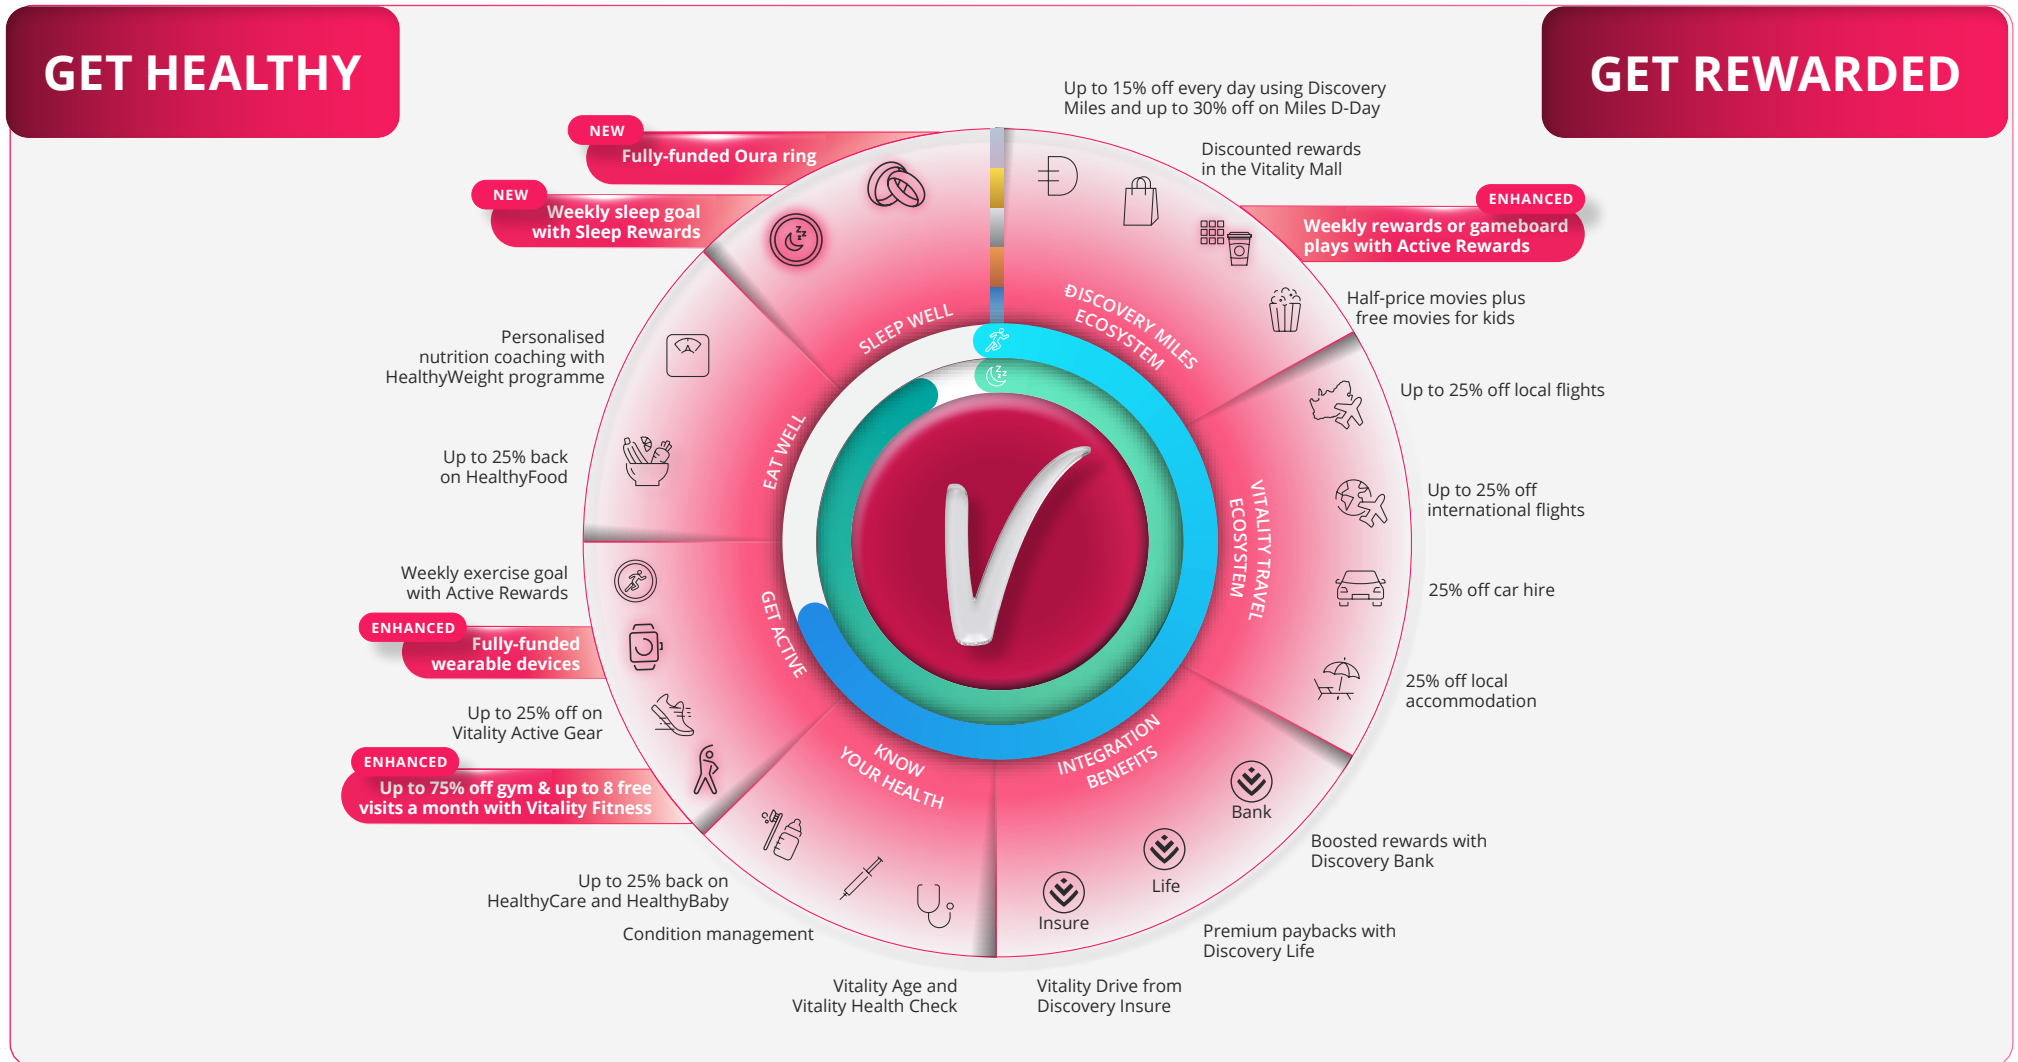 GET HEALTHY
GET REWARDED
NEW
Fully-funded Oura ring
NEW
Weekly sleep goal
with Sleep Rewards
Personalised
nutrition coaching with
HealthyWeight programme
Up to 25% back
on HealthyFood
Weekly exercise goal
with Active Rewards
ENHANCED
Fully-funded
wearable devices
Up to 25% off on
Vitality Active Gear
ENHANCED
Up to 75% off gym & up to 8 free
visits a month with Vitality Fitness
Up to 25% back on
HealthyCare and HealthyBaby
Condition management
Vitality Age and
Vitality Health Check
SLEEP WELL
EAT WELL
GET ACTIVE
KNOW
YOUR HEALTH
ĐISCOVERY MILES
ECOSYSTEM
VITALITY TRAVEL
ECOSYSTEM
INTEGRATION
BENEFITS
Bank
Life
Insure
Up to 15% off every day using Discovery
Miles and up to 30% off on Miles D-Day
Discounted rewards
in the Vitality Mall
ENHANCED
Weekly rewards or gameboard
plays with Active Rewards
Half-price movies plus
free movies for kids
Up to 25% off local flights
Up to 25% off
international flights
25% off car hire
25% off local
accommodation
Boosted rewards with
Discovery Bank
Premium paybacks with
Discovery Life
Vitality Drive from
Discovery Insure